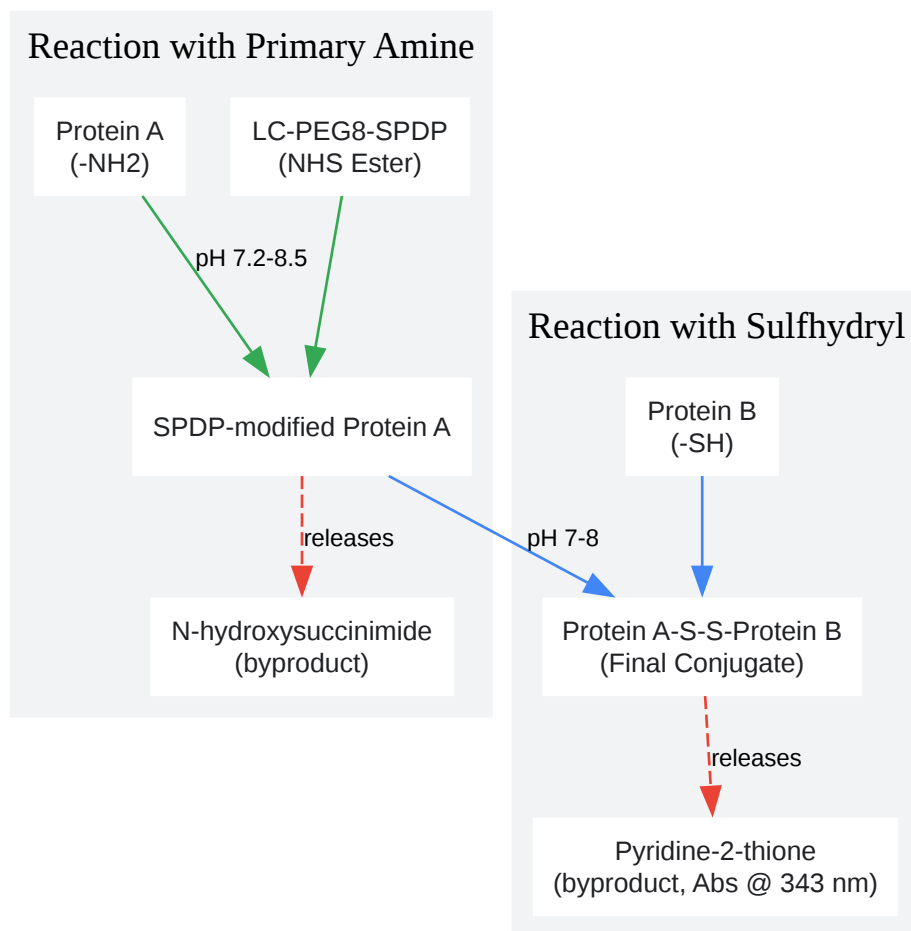 Reaction with Primary Amine
Protein A
(-NH2)
LC-PEG8-SPDP
(NHS Ester)
pH 7.2-8.5
SPDP-modified Protein A
releases
N-hydroxysuccinimide
(byproduct)
Reaction with Sulfhydryl
Protein B
(-SH)
pH 7-8
Protein A-S-S-Protein B
(Final Conjugate)
releases
Pyridine-2-thione
(byproduct, Abs @ 343 nm)